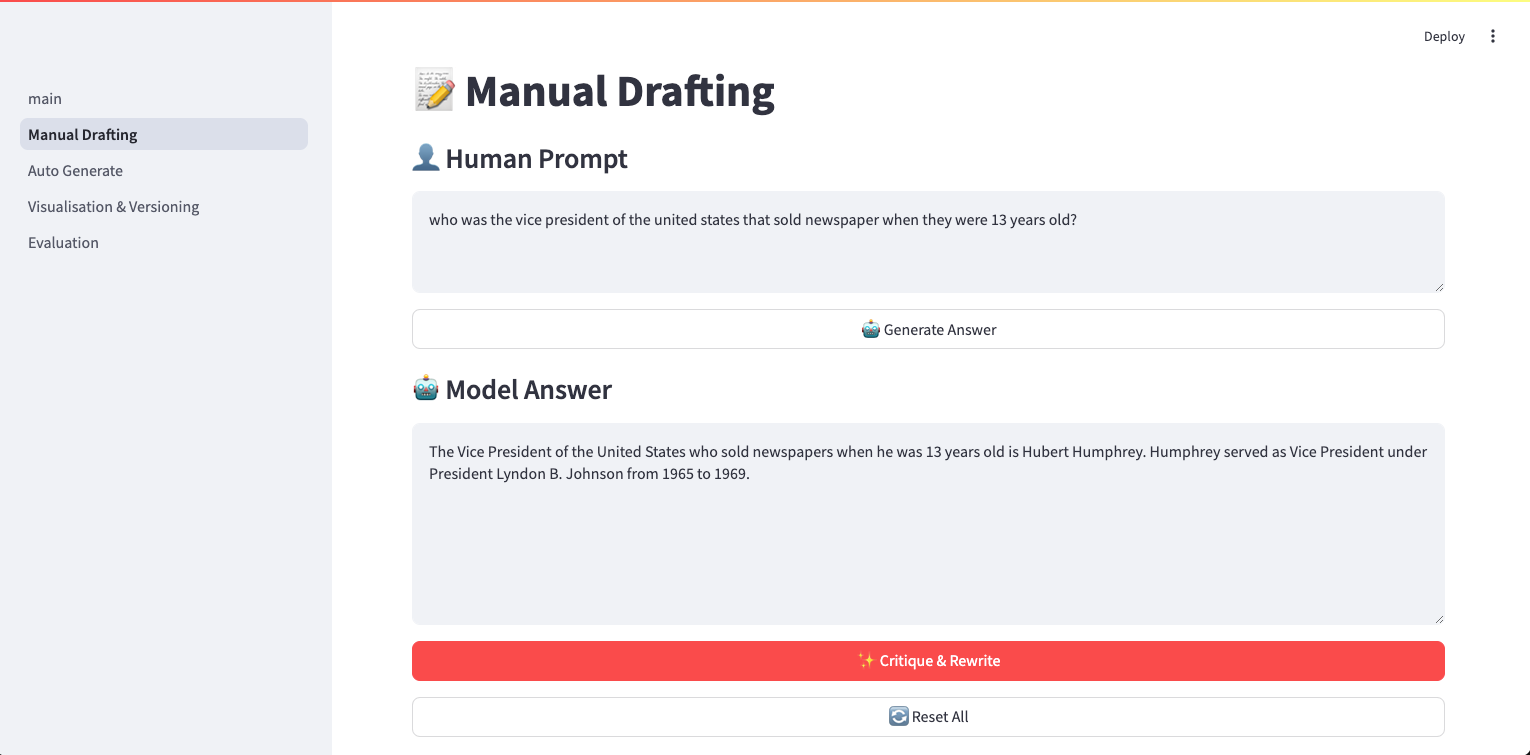 Deploy
main
Manual Drafting
Auto Generate
Visualisation & Versioning
Evaluation
Manual Drafting
Human Prompt
who was the vice president of the united states that sold newspaper when they were 13 years old?
Generate Answer
Model Answer
The Vice President of the United States who sold newspapers when he was 13 years old is Hubert Humphrey. Humphrey served as Vice President under
President Lyndon B. Johnson from 1965 to 1969.
Critique & Rewrite
Reset All